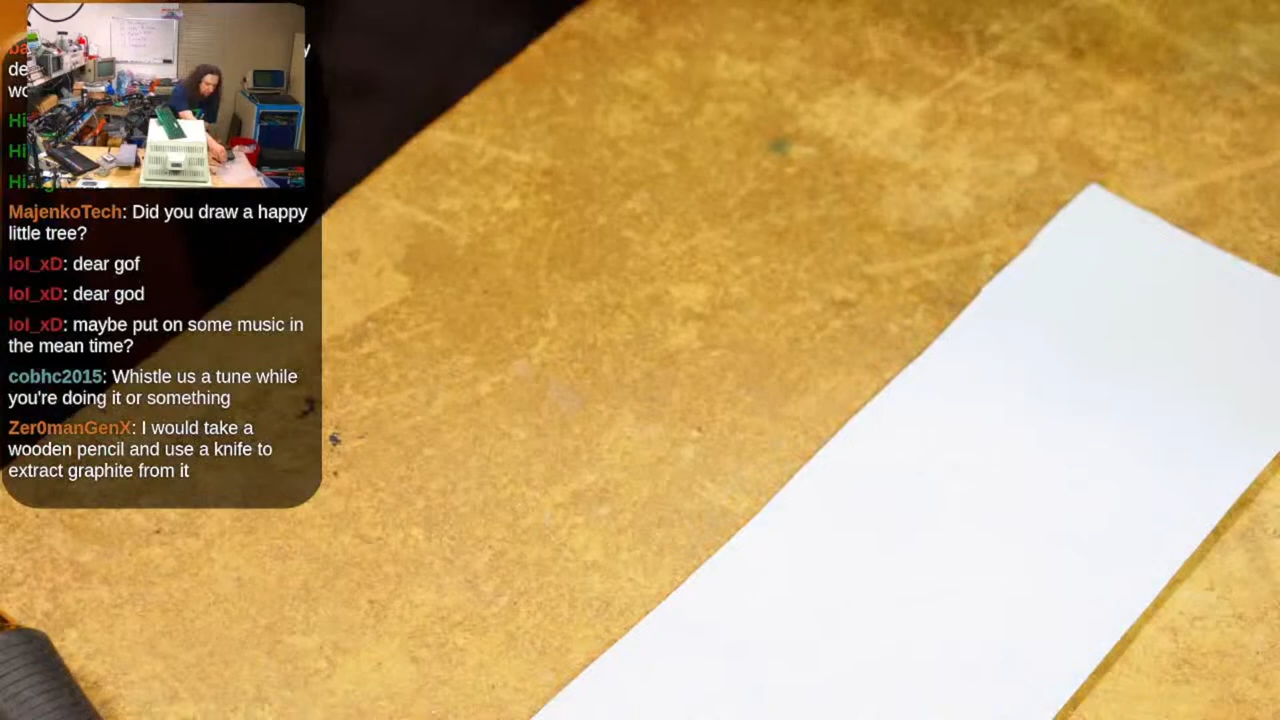 MajenkoTech: Did you draw a happy
little tree?
lol_xD: dear gof
lol_xD: dear god
lol_xD: maybe put on some music in
the mean time?
cobhc2015: Whistle us a tune while
you're doing it or something
Zer0manGenX: I would take a
wooden pencil and use a knife to
extract graphite from it